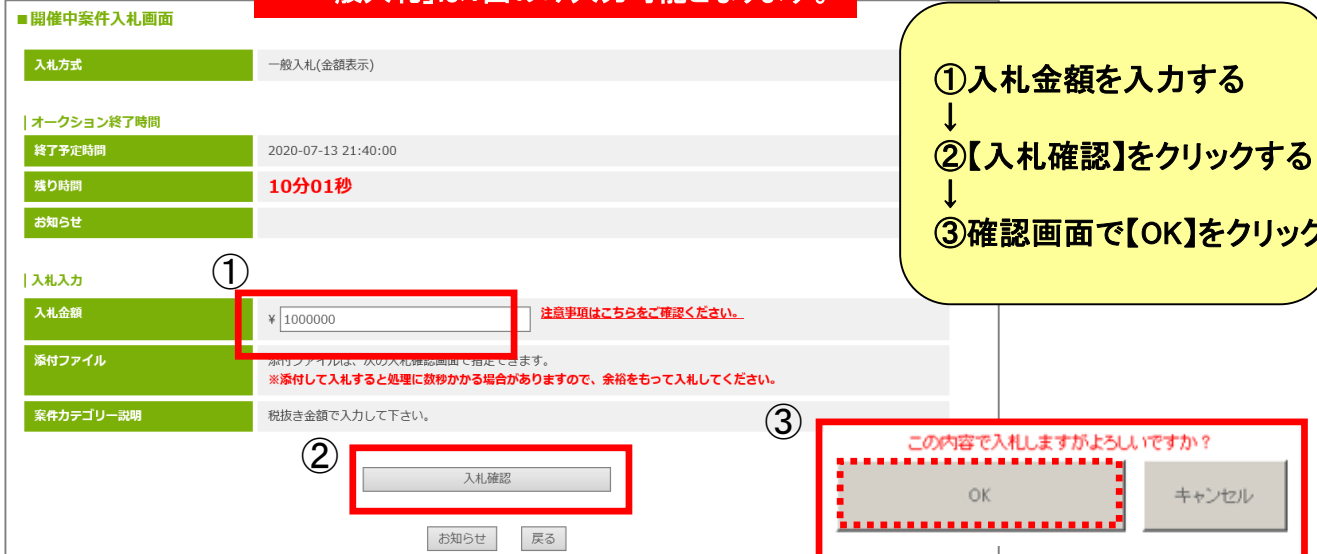 ■開催中案件入札画面
入札方式
一般入札(金額表示)
|オークション終了時間
終了予定時間
2020-07-13 21:40:00
残り時間
10分01秒
お知らせ
|入札入力
①
入札金額
¥ 1000000
注意事項はこちらをご確認ください。
添付ファイル
添付ファイルは、次の入札確認画面で指定できます。
※添付して入札すると処理に数秒かかる場合がありますので、余裕をもって入札してください。
案件カテゴリー説明
税抜き金額で入力して下さい。
②
入札確認
お知らせ
戻る
①入札金額を入力する
↓
②【入札確認】をクリックする
↓
③確認画面で【OK】をクリック
③
この内容で入札しますがよろしいですか？
OK
キャンセル